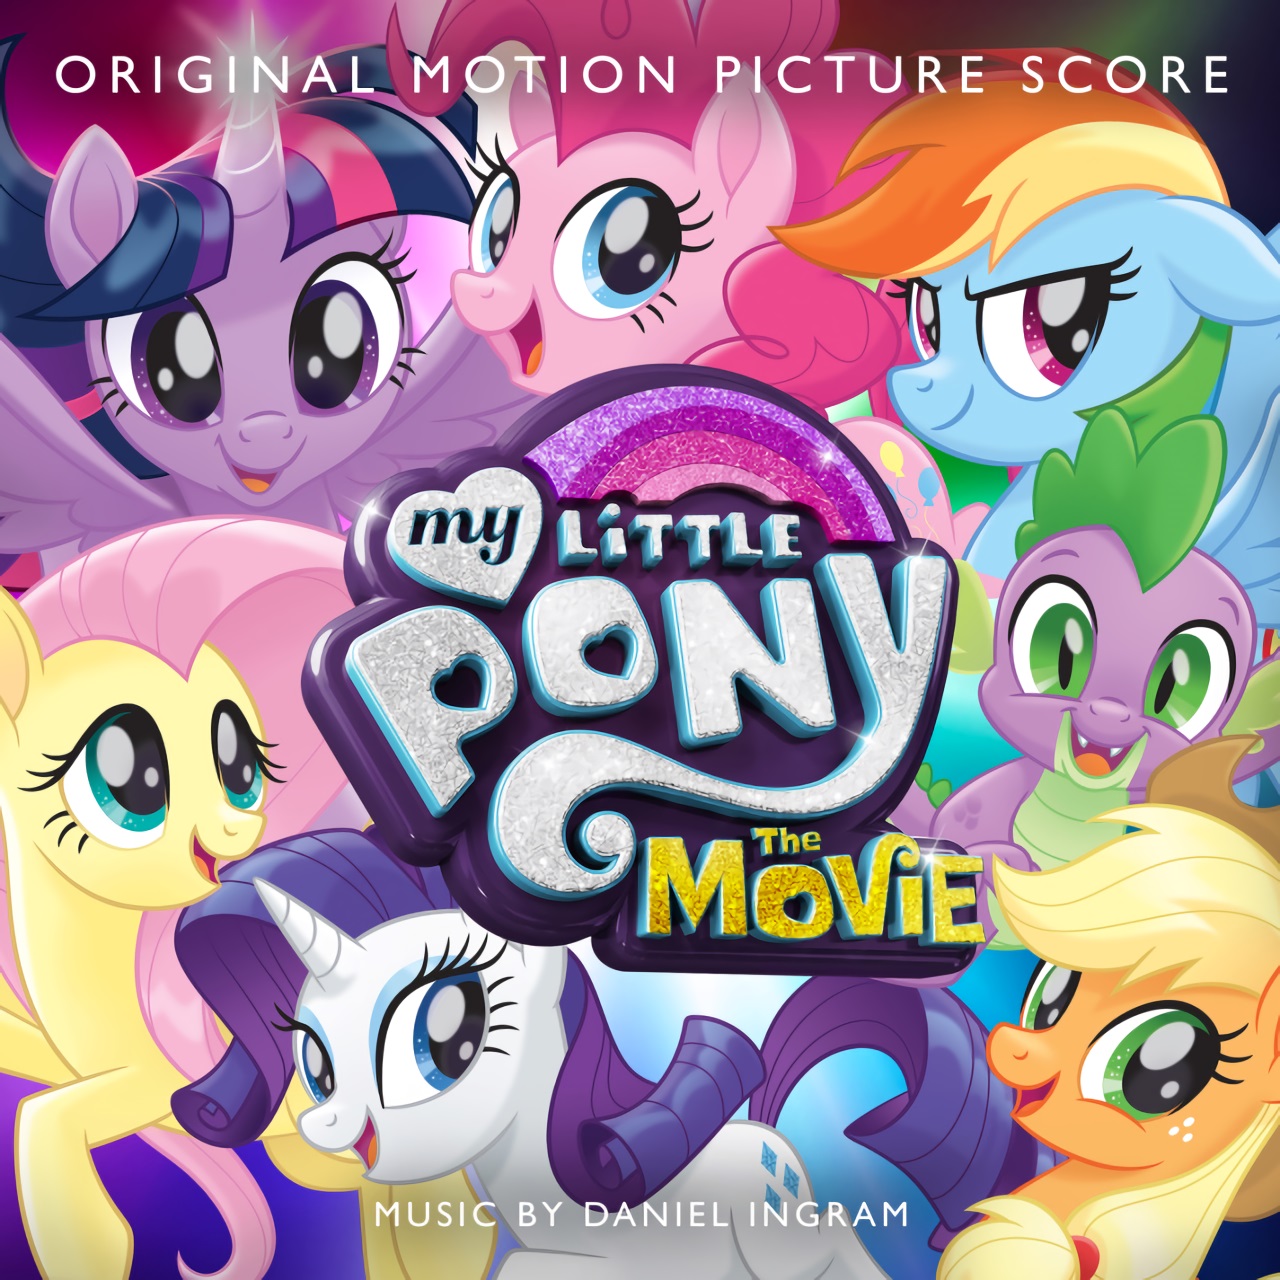 ORIGINAL MOTION PICTURE SCORE
my LiTTLE
PONY
The
MOViE
MUSIC BY DANIEL INGRAM